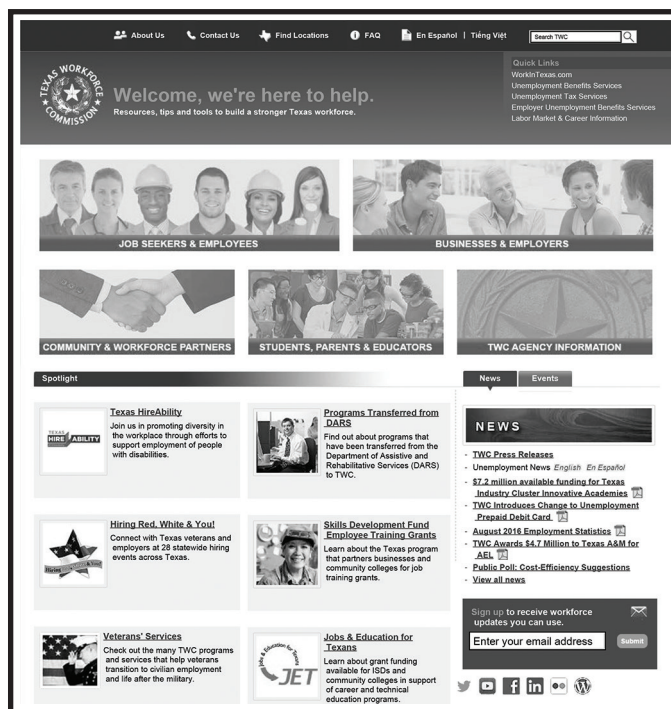 About Us
Contact Us
Find Locations
FAQ
En Español | Tiếng Việt
Search TWC
TEXAS WORKFORCE
COMMISSION
Welcome, we're here to help.
Resources, tips and tools to build a stronger Texas workforce.
Quick Links
WorkInTexas.com
Unemployment Benefits Services
Unemployment Tax Services
Employer Unemployment Benefits Services
Labor Market & Career Information
JOB SEEKERS & EMPLOYEES
BUSINESSES & EMPLOYERS
COMMUNITY & WORKFORCE PARTNERS
STUDENTS, PARENTS & EDUCATORS
TWC AGENCY INFORMATION
Spotlight
TEXAS
HIRE ABILITY
Texas HireAbility
Join us in promoting diversity in
the workplace through efforts to
support employment of people
with disabilities.
Programs Transferred from
DARS
Find out about programs that
have been transferred from the
Department of Assistive and
Rehabilitative Services (DARS)
to TWC.
Hiring Red, White & You!
Connect with Texas veterans and
employers at 28 statewide hiring
events across Texas.
Skills Development Fund
Employee Training Grants
Learn about the Texas program
that partners businesses and
community colleges for job
training grants.
Veterans' Services
Check out the many TWC programs
and services that help veterans
transition to civilian employment
and life after the military.
Jobs & Education for Texans
JET
Jobs & Education for
Texans
Learn about grant funding
available for ISDs and
community colleges in support
of career and technical
education programs.
News
Events
NEWS
- TWC Press Releases
- Unemployment News English En Español
- $7.2 million available funding for Texas
Industry Cluster Innovative Academies
- TWC Introduces Change to Unemployment
Prepaid Debit Card
- August 2016 Employment Statistics
- TWC Awards $4.7 Million to Texas A&M for
AEL
- Public Poll: Cost-Efficiency Suggestions
- View all news
Sign up to receive workforce
updates you can use.
Enter your email address
Submit